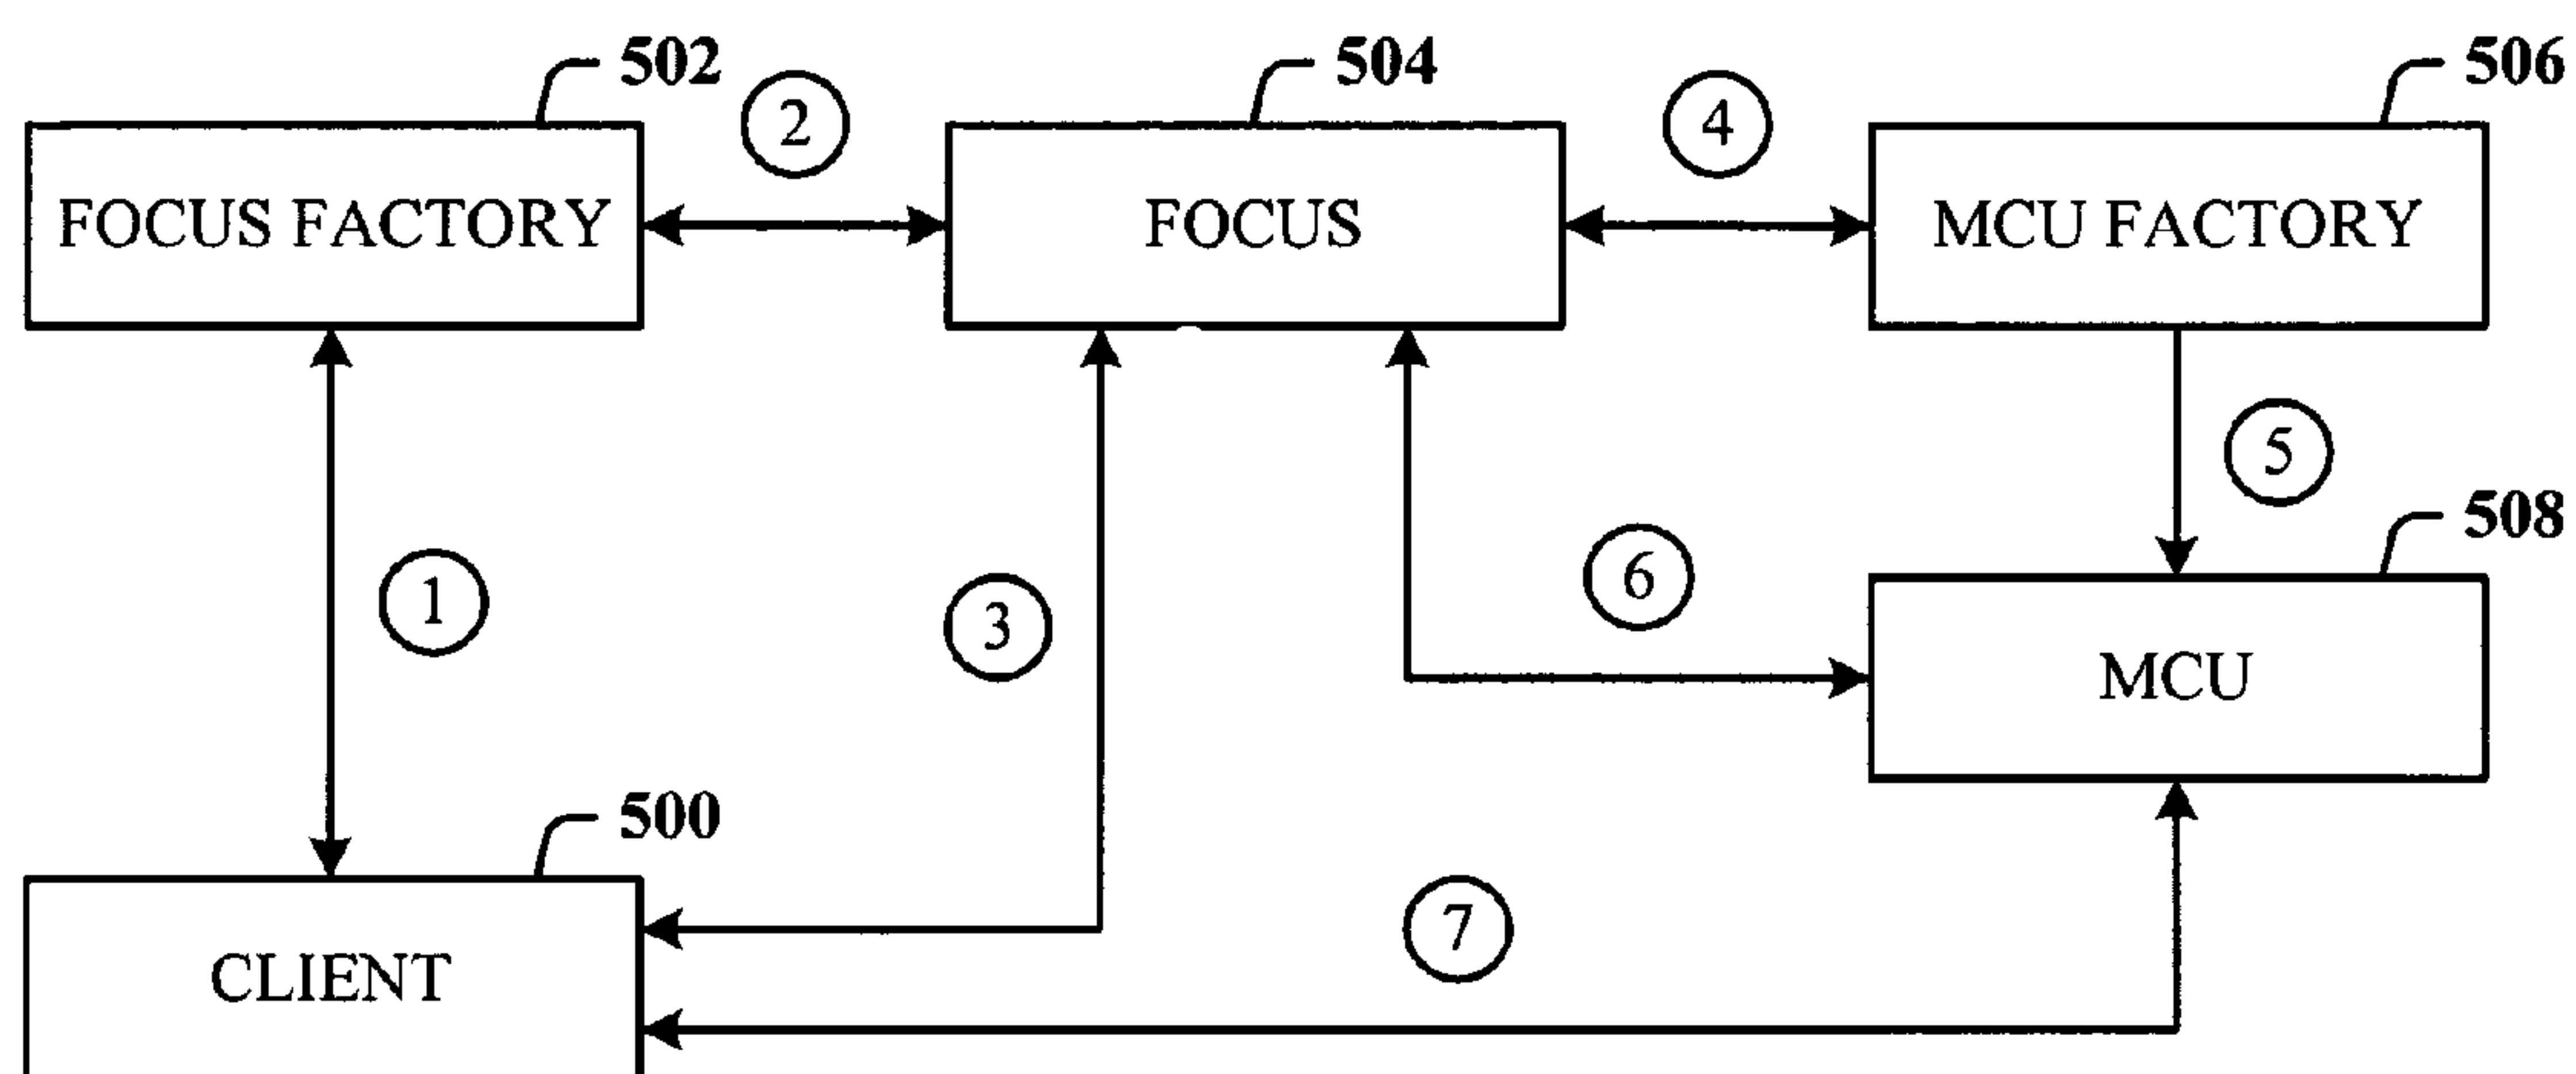 502
504
506
2
4
FOCUS FACTORY
FOCUS
MCU FACTORY
5
508
1
3
6
MCU
500
7
CLIENT